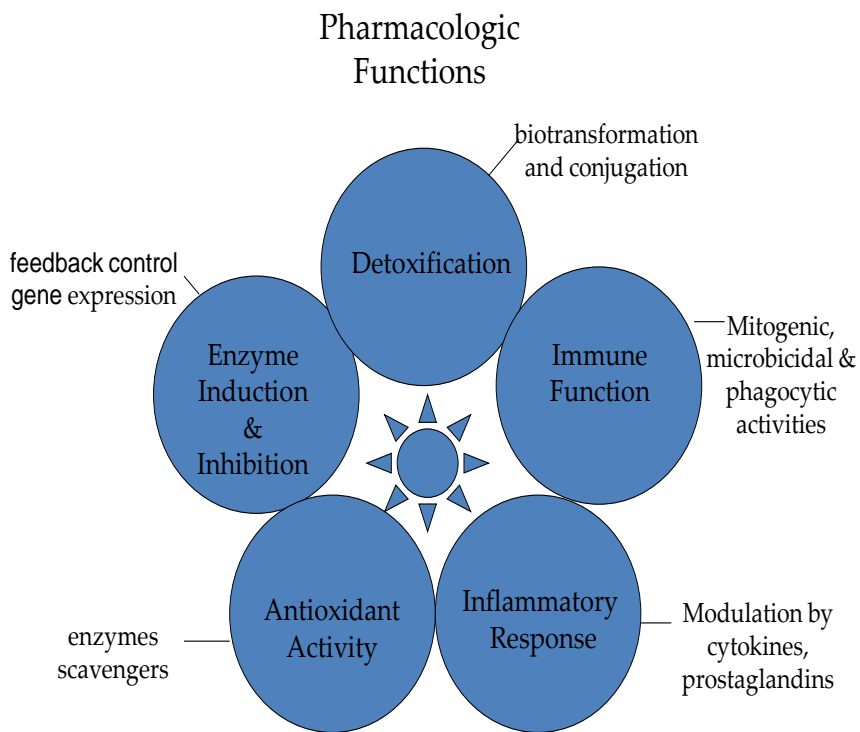 Pharmacologic
Functions
biotransformation
and conjugation
Detoxification
feedback control
gene expression
Enzyme
Induction
&
Inhibition
Immune
Function
Mitogenic,
microbicidal &
phagocytic
activities
Antioxidant
Activity
enzymes
scavengers
Inflammatory
Response
Modulation by
cytokines,
prostaglandins